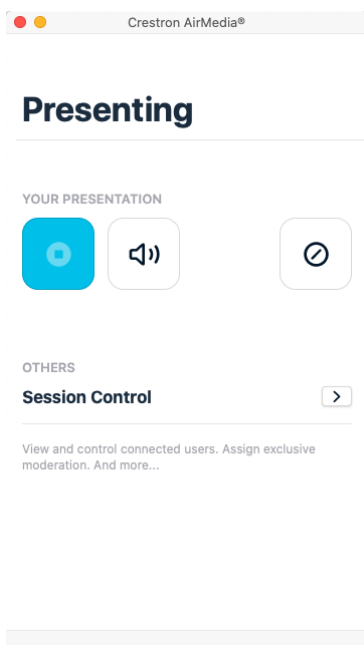 Crestron AirMedia®
Presenting
YOUR PRESENTATION
OTHERS
Session Control
View and control connected users. Assign exclusive
moderation. And more...